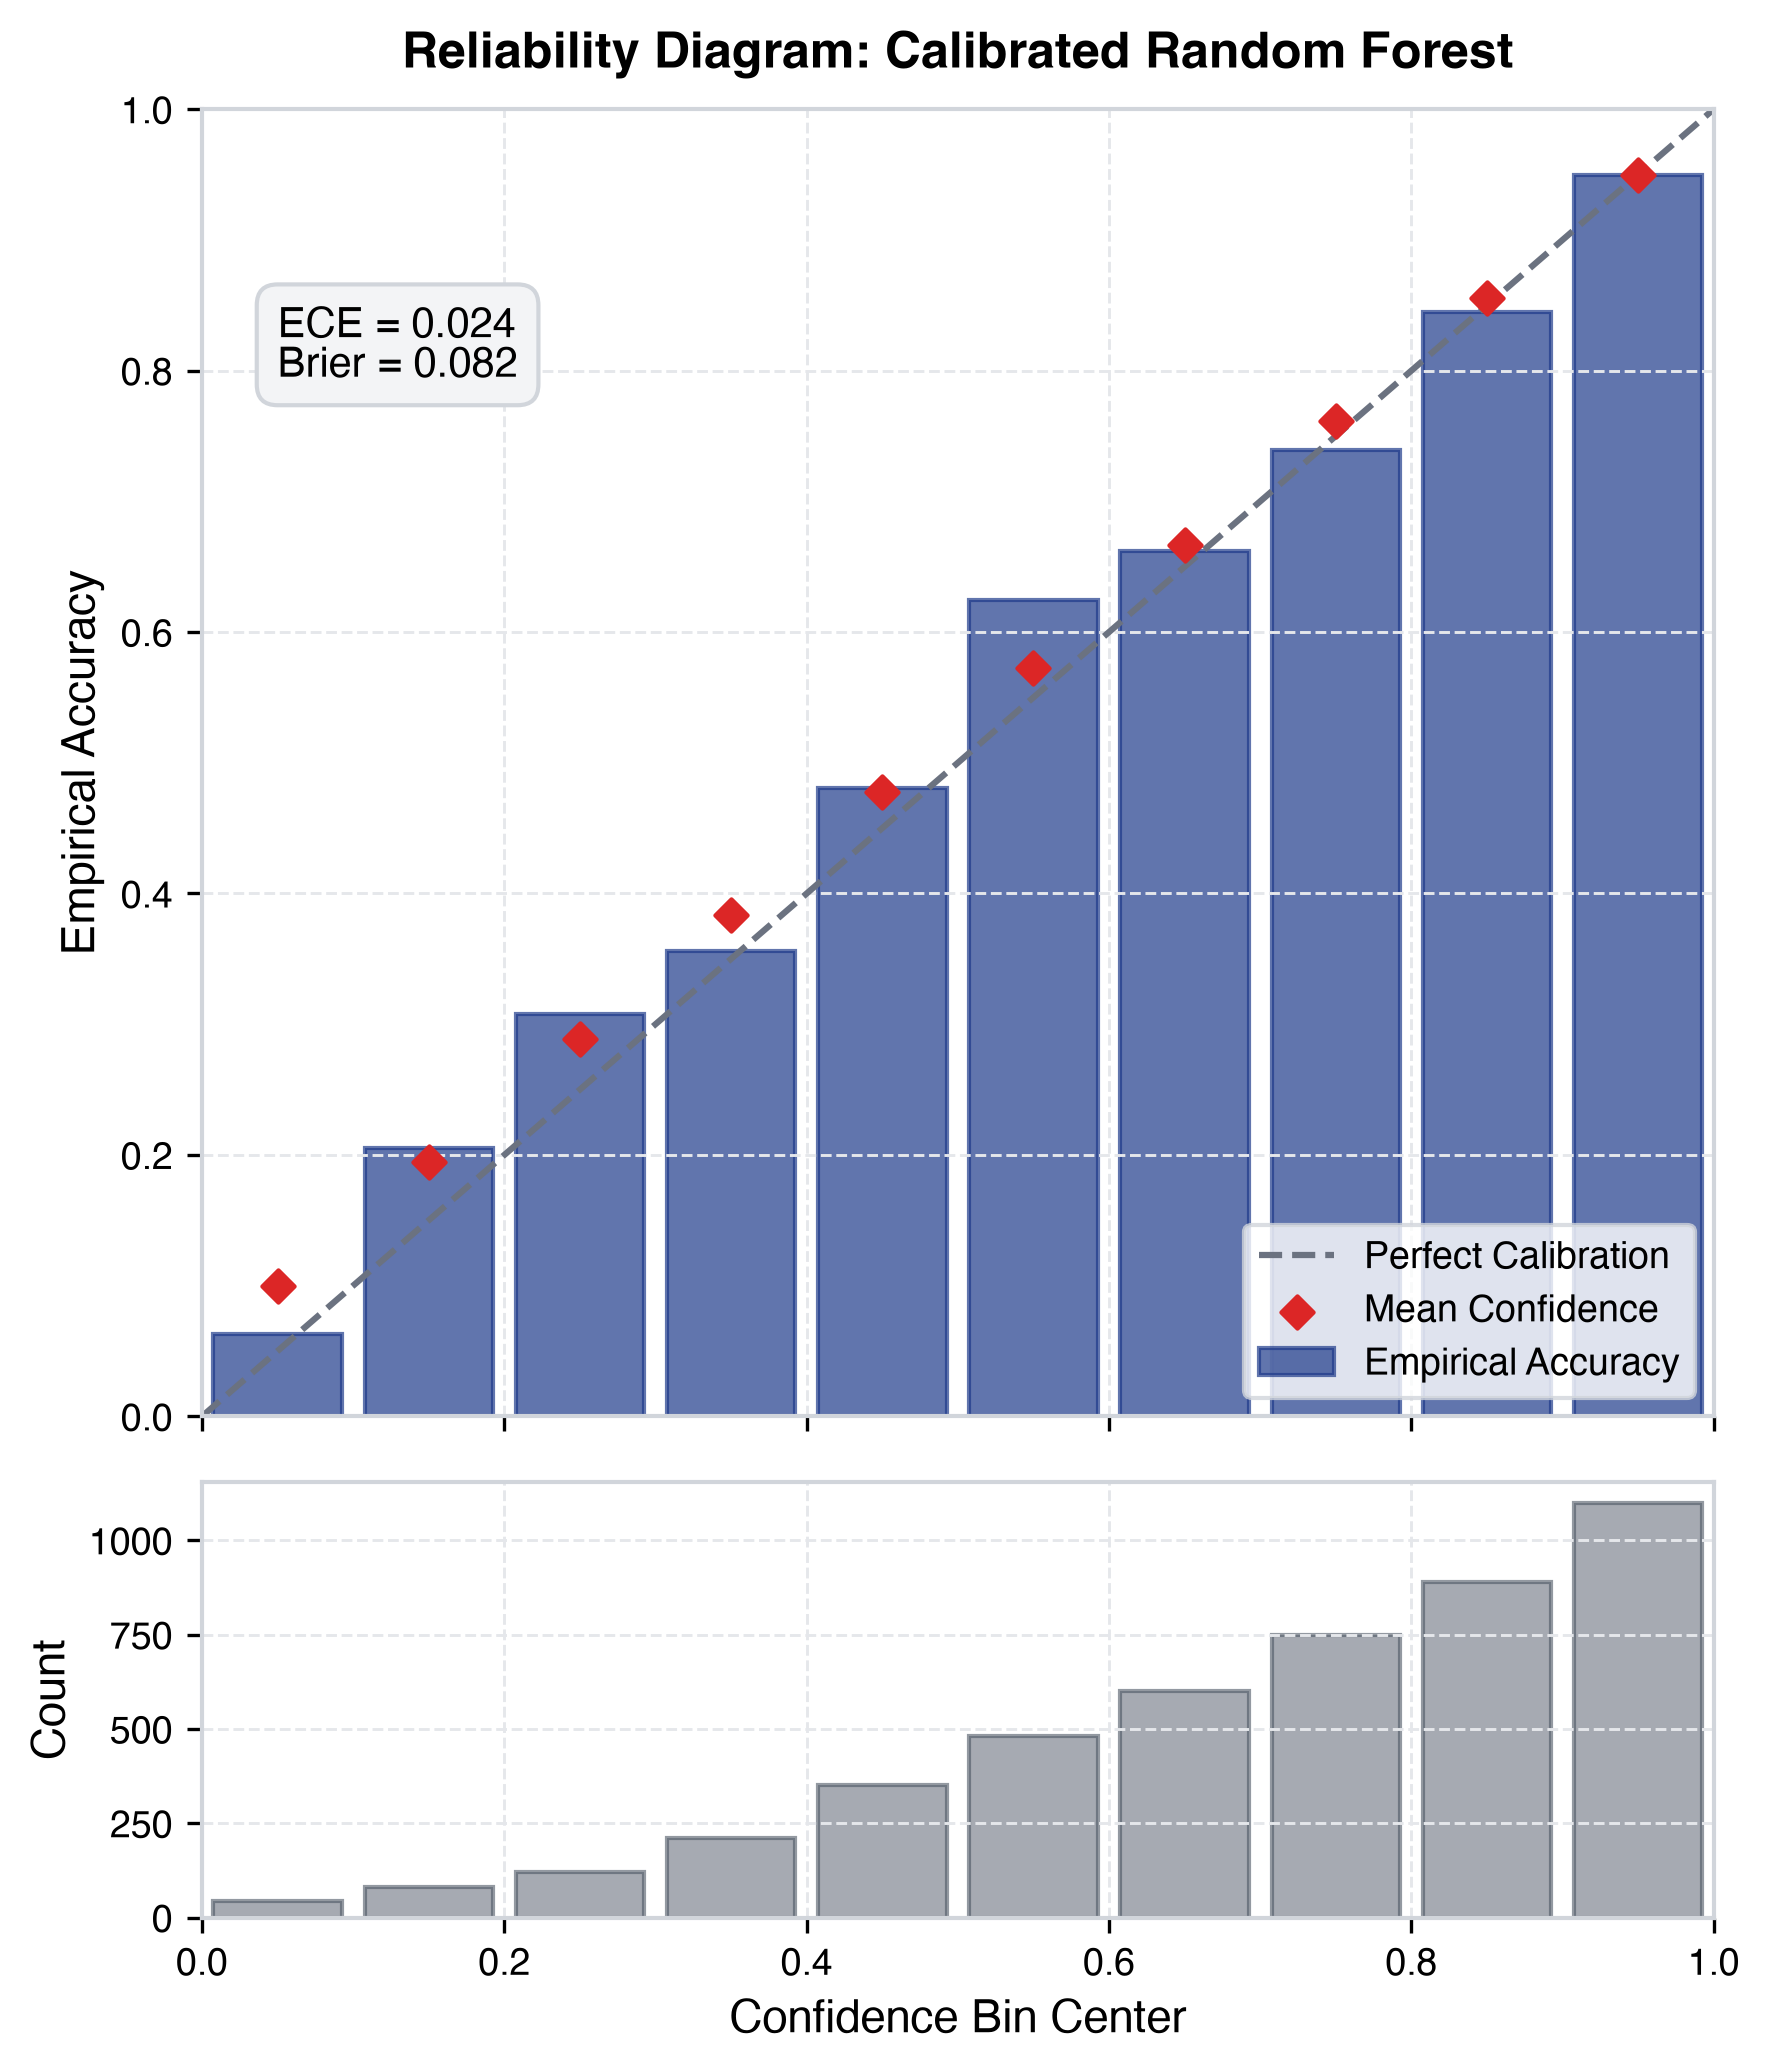 Reliability Diagram: Calibrated Random Forest
1.0
0.8
0.6
0.4
0.2
0.0
Empirical Accuracy
ECE = 0.024
Brier = 0.082
Perfect Calibration
Mean Confidence
Empirical Accuracy
1000
750
500
250
0
Count
0.0 0.2 0.4 0.6 0.8 1.0
Confidence Bin Center